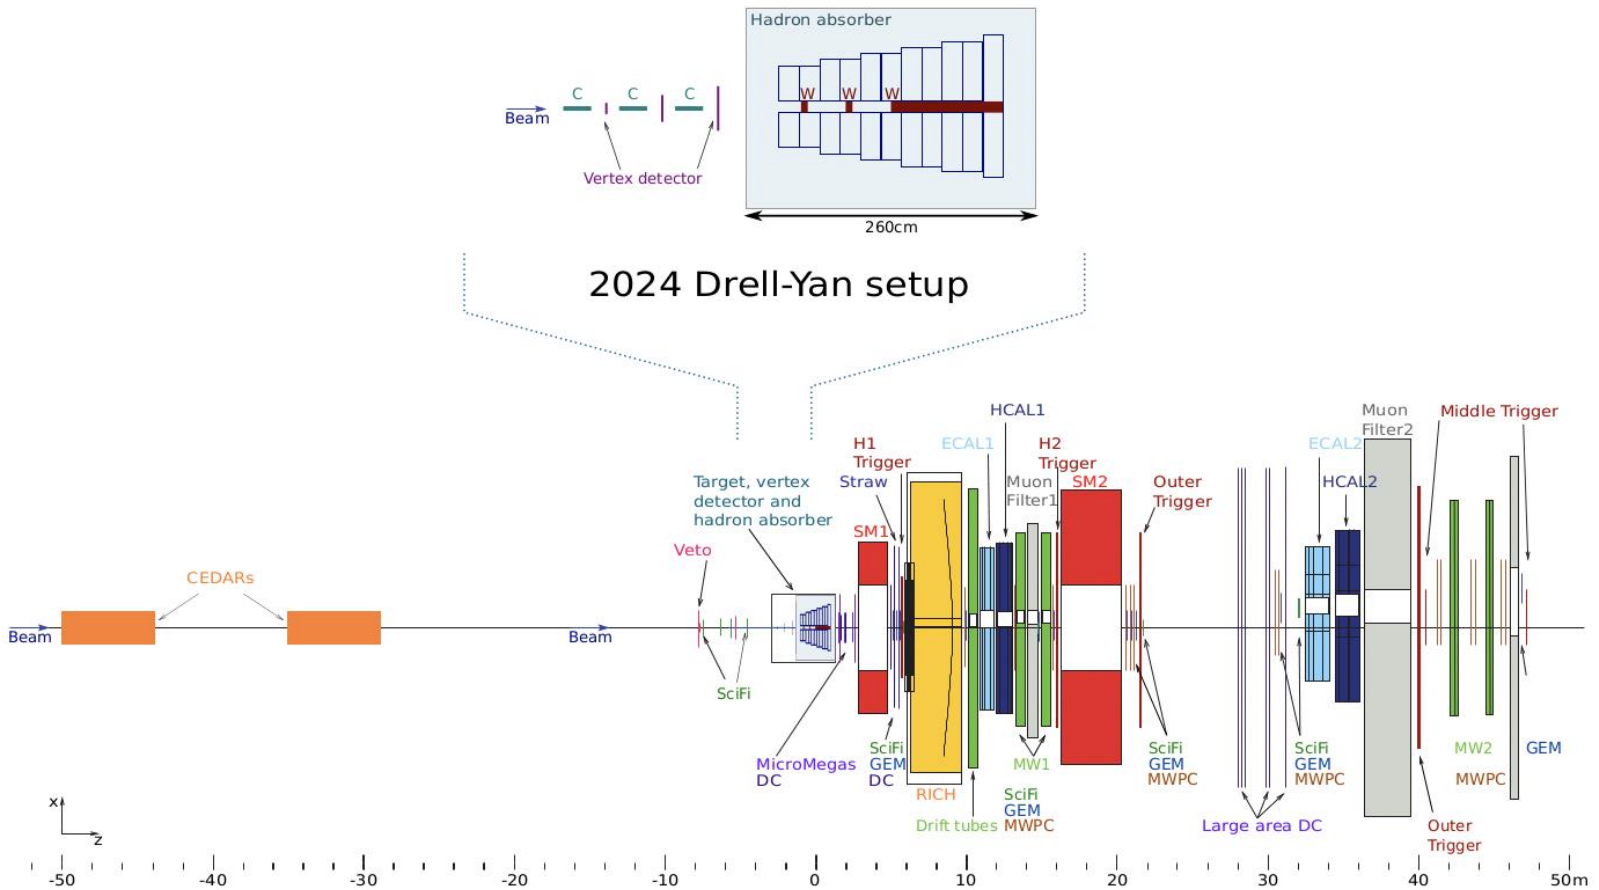 Hadron absorber
C C C
W W W
Beam
Vertex detector
260cm
2024 Drell-Yan setup
HCAL1
Muon
Filter2
Middle Trigger
H1
Trigger
ECAL1
H2
Trigger
ECAL2
Target, vertex
detector and
hadron absorber
Straw
Muon
Filter1
SM2
Outer
Trigger
HCAL2
SM1
Veto
CEDARs
Beam
Beam
SciFi
MicroMegas
DC
SciFi
GEM
DC
MW1
SciFi
GEM
MWPC
SciFi
GEM
MWPC
MW2
MWPC
GEM
RICH
Drift tubes
SciFi
GEM
MWPC
Large area DC
Outer
Trigger
x
z
-50 -40 -30 -20 -10 0 10 20 30 40 50m